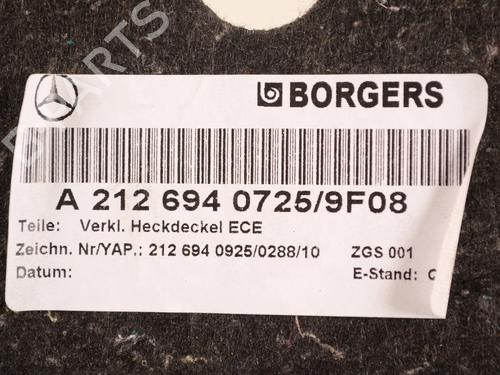 BORGERS
A 212 694 0725/9F08
Teile: Verkl. Heckdeckel ECE
Zeichn. Nr/YAP.: 212 694 0925/0288/10 ZGS 001
Datum: E-Stand: C